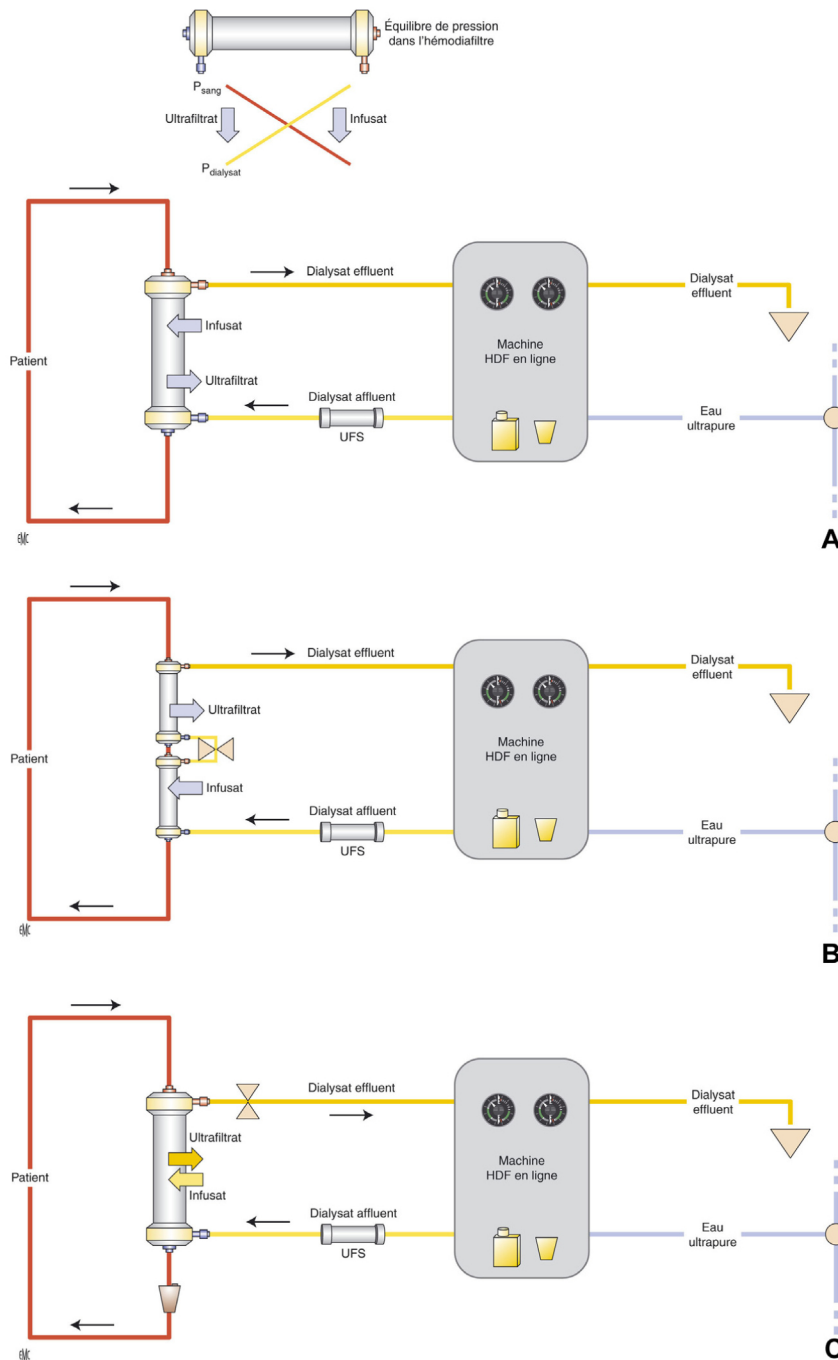 Équilibre de pression
dans l'hémodiafiltre
P sang
Ultrafiltrat
Infusat
P dialysat
Dialysat effluent
Dialysat
effluent
Infusat
Machine
HDF en ligne
Patient
Ultrafiltrat
Dialysat affluent
UFS
Eau
ultrapure
EMC
A
Dialysat effluent
Dialysat
effluent
Ultrafiltrat
Machine
HDF en ligne
Patient
Infusat
Dialysat affluent
UFS
Eau
ultrapure
EMC
B
Dialysat effluent
Dialysat
effluent
Ultrafiltrat
Machine
HDF en ligne
Patient
Infusat
Dialysat affluent
UFS
Eau
ultrapure
EMC
C